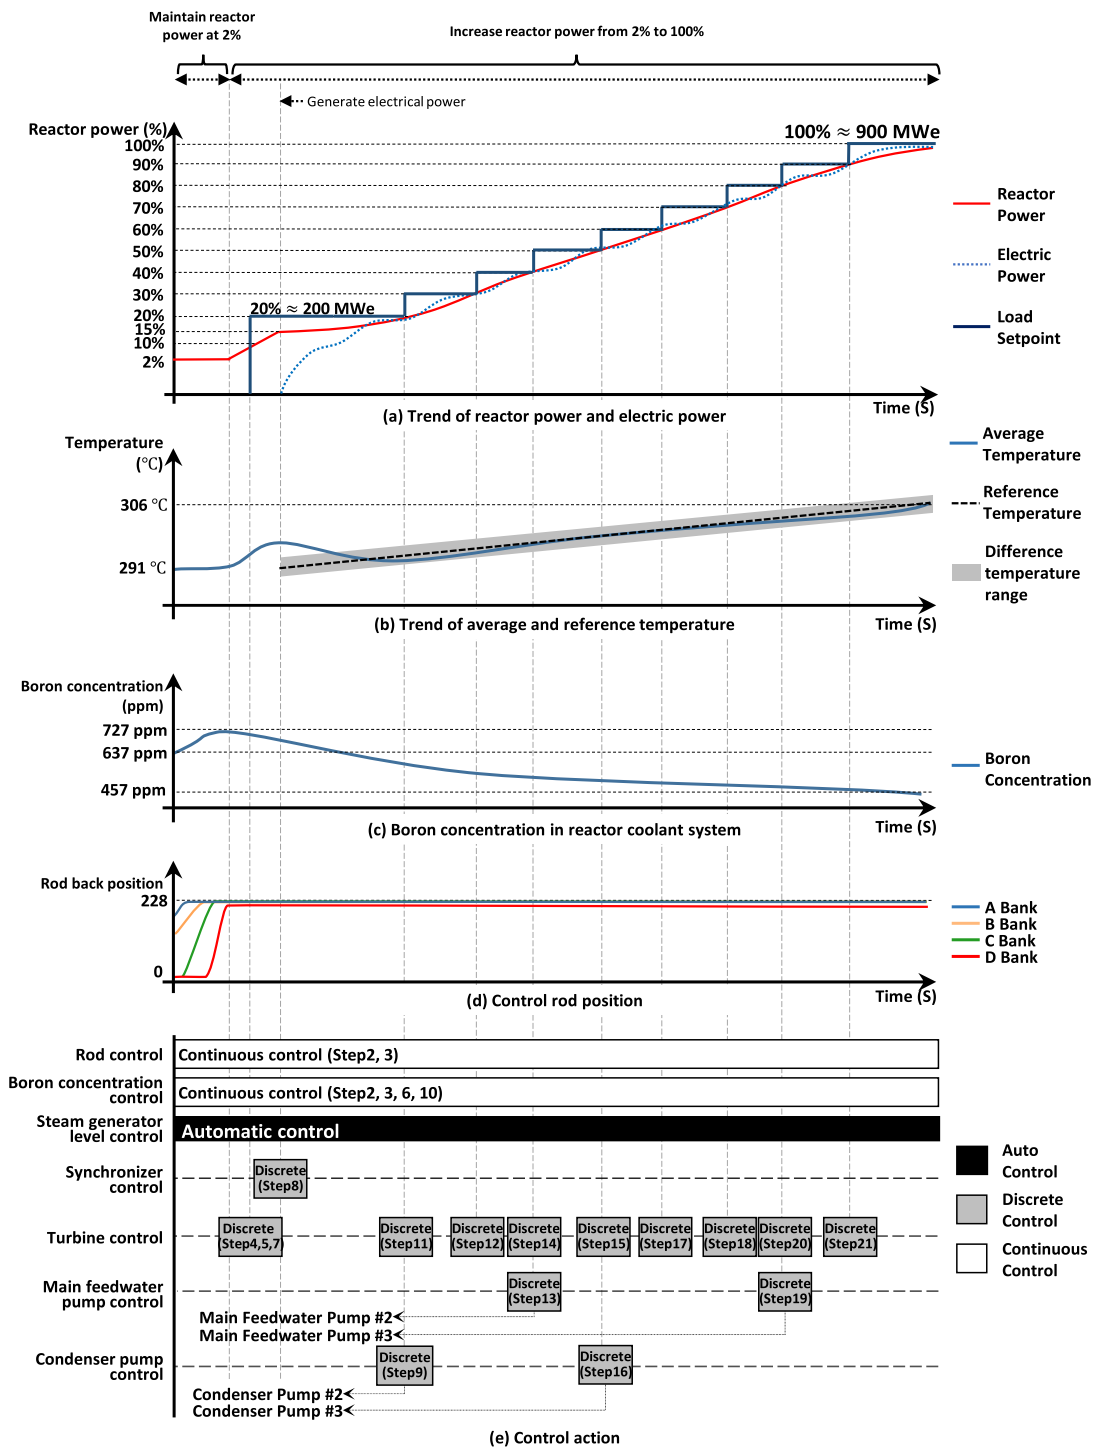 Maintain reactor
power at 2%
Increase reactor power from 2% to 100%
Generate electrical power
Reactor power (%)
100% ≈ 900 MWe
100%
90%
80%
70%
60%
50%
40%
30%
20%
15%
10%
2%
20% ≈ 200 MWe
Reactor
Power
Electric
Power
Load
Setpoint
Time (S)
(a) Trend of reactor power and electric power
Temperature
(℃)
306 ℃
291 ℃
Average
Temperature
Reference
Temperature
Difference
temperature
range
(b) Trend of average and reference temperature
Time (S)
Boron concentration
(ppm)
727 ppm
637 ppm
457 ppm
Boron
Concentration
(c) Boron concentration in reactor coolant system
Time (S)
Rod back position
228
0
A Bank
B Bank
C Bank
D Bank
(d) Control rod position
Time (S)
Rod control
Continuous control (Step2, 3)
Boron concentration
control
Continuous control (Step2, 3, 6, 10)
Steam generator
level control
Automatic control
Synchronizer
control
Discrete
(Step8)
Turbine control
Discrete
(Step4,5,7)
Discrete
(Step11)
Discrete
(Step12)
Discrete
(Step14)
Discrete
(Step15)
Discrete
(Step17)
Discrete
(Step18)
Discrete
(Step20)
Discrete
(Step21)
Main feedwater
pump control
Discrete
(Step13)
Discrete
(Step19)
Main Feedwater Pump #2
Main Feedwater Pump #3
Condenser pump
control
Discrete
(Step9)
Discrete
(Step16)
Condenser Pump #2
Condenser Pump #3
Auto
Control
Discrete
Control
Continuous
Control
(e) Control action